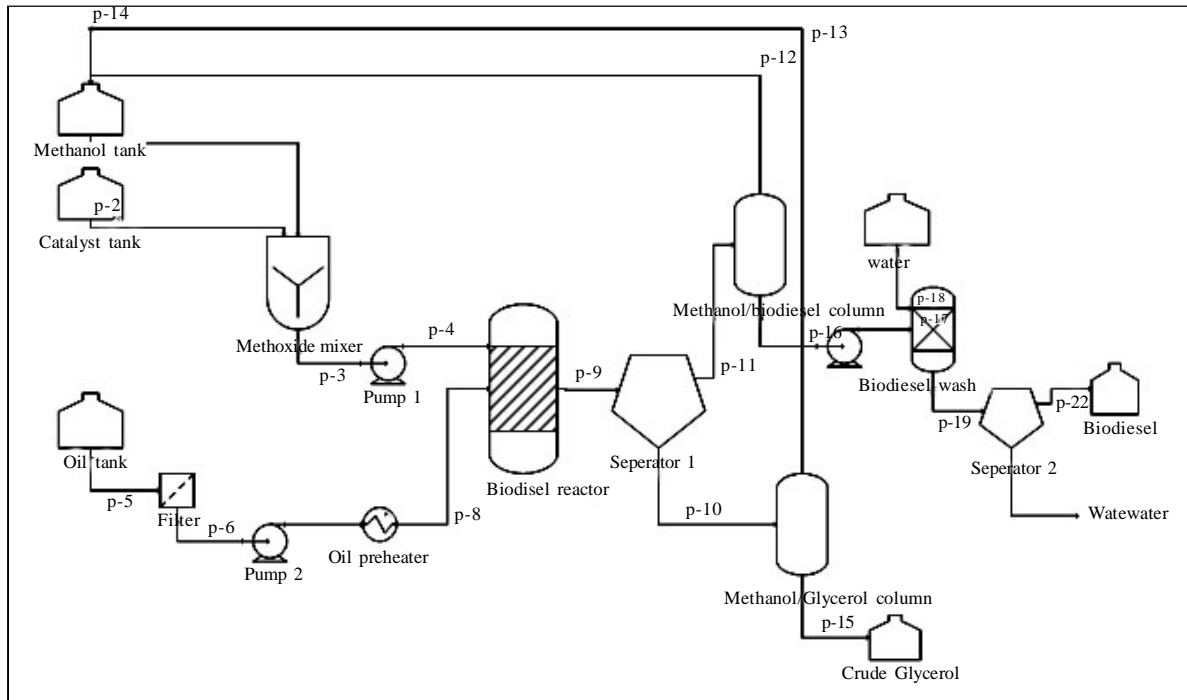 p-14
p-13
p-12
Methanol tank
p-2
Catalyst tank
water
Methanol/biodiesel column
p-18
p-17
p-16
Methoxide mixer
p-4
p-3
Pump 1
p-9
p-11
Biodiesel wash
p-19
p-22
Biodiesel
Oil tank
Seperator 1
Seperator 2
p-5
Filter
Biodisel reactor
p-10
p-6
p-8
Watewater
Oil preheater
Pump 2
Methanol/Glycerol column
p-15
Crude Glycerol